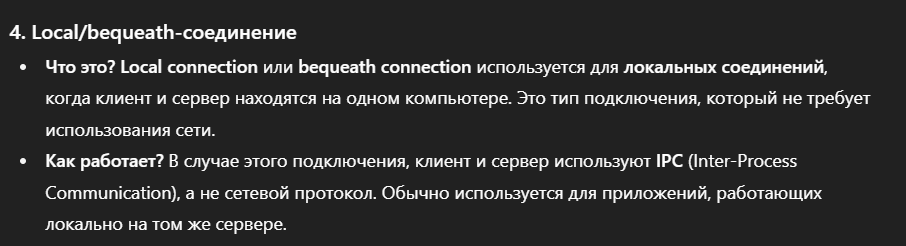 4. Local/bequeath-соединение
• Что это? Local connection или bequeath connection используется для локальных соединений,
когда клиент и сервер находятся на одном компьютере. Это тип подключения, который не требует
использования сети.
• Как работает? В случае этого подключения, клиент и сервер используют IPC (Inter-Process
Communication), а не сетевой протокол. Обычно используется для приложений, работающих
локально на том же сервере.